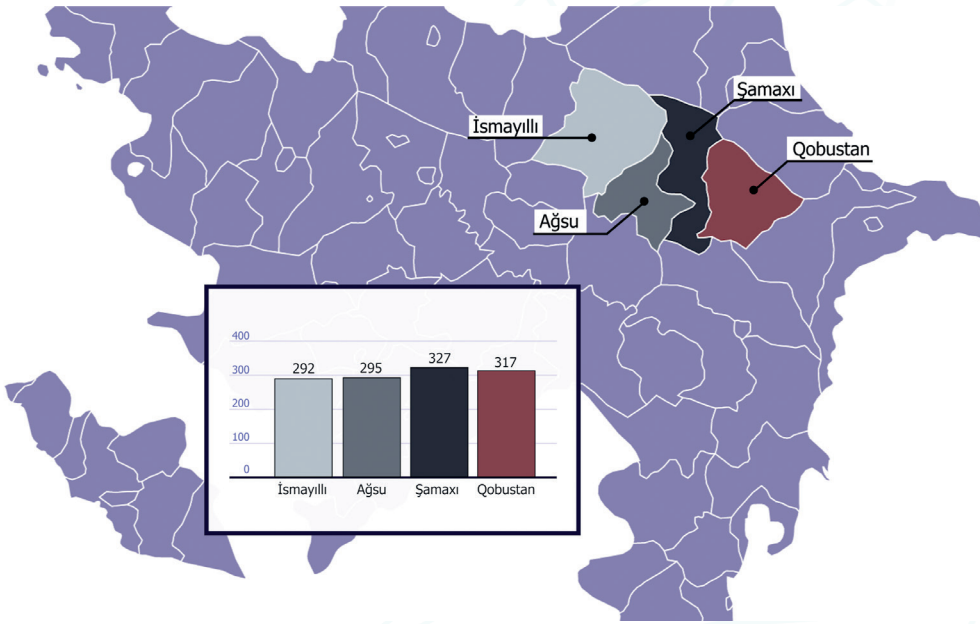 Şamaxı
İsmayıllı
Qobustan
Ağsu
400
300
200
100
0
292
295
327
317
İsmayıllı
Ağsu
Şamaxı
Qobustan